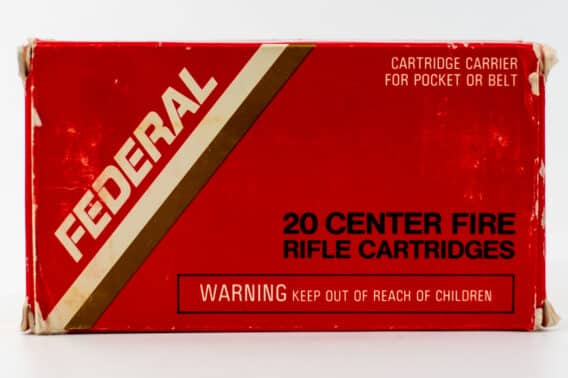 FEDERAL
CARTRIDGE CARRIER
FOR POCKET OR BELT
20 CENTER FIRE
RIFLE CARTRIDGES
WARNING KEEP OUT OF REACH OF CHILDREN